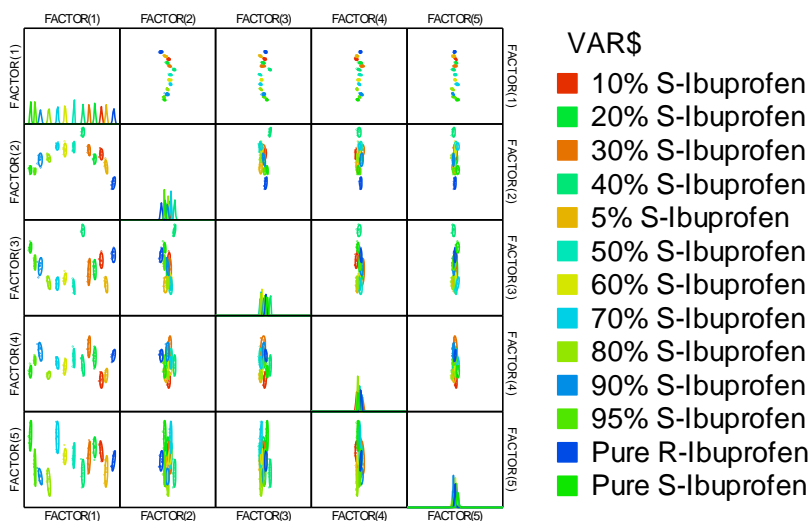 FACTOR(1) FACTOR(2) FACTOR(3) FACTOR(4) FACTOR(5)
FACTOR(1)
FACTOR(1)
FACTOR(2)
FACTOR(2)
FACTOR(3)
FACTOR(3)
FACTOR(4)
FACTOR(4)
FACTOR(5)
FACTOR(5)
FACTOR(1) FACTOR(2) FACTOR(3) FACTOR(4) FACTOR(5)
VAR$
10% S-Ibuprofen
20% S-Ibuprofen
30% S-Ibuprofen
40% S-Ibuprofen
5% S-Ibuprofen
50% S-Ibuprofen
60% S-Ibuprofen
70% S-Ibuprofen
80% S-Ibuprofen
90% S-Ibuprofen
95% S-Ibuprofen
Pure R-Ibuprofen
Pure S-Ibuprofen